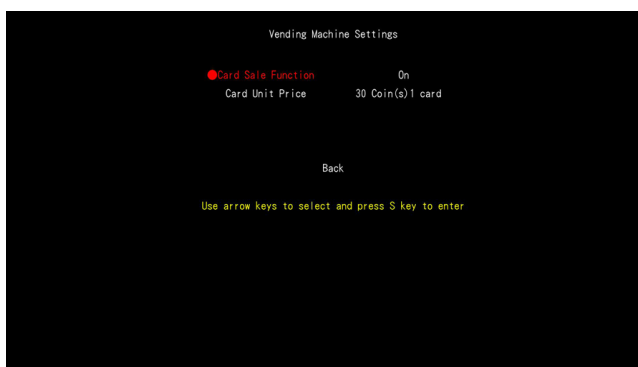 Vending Machine Settings
●Card Sale Function On
Card Unit Price 30 Coin(s)1 card
Back
Use arrow keys to select and press S key to enter